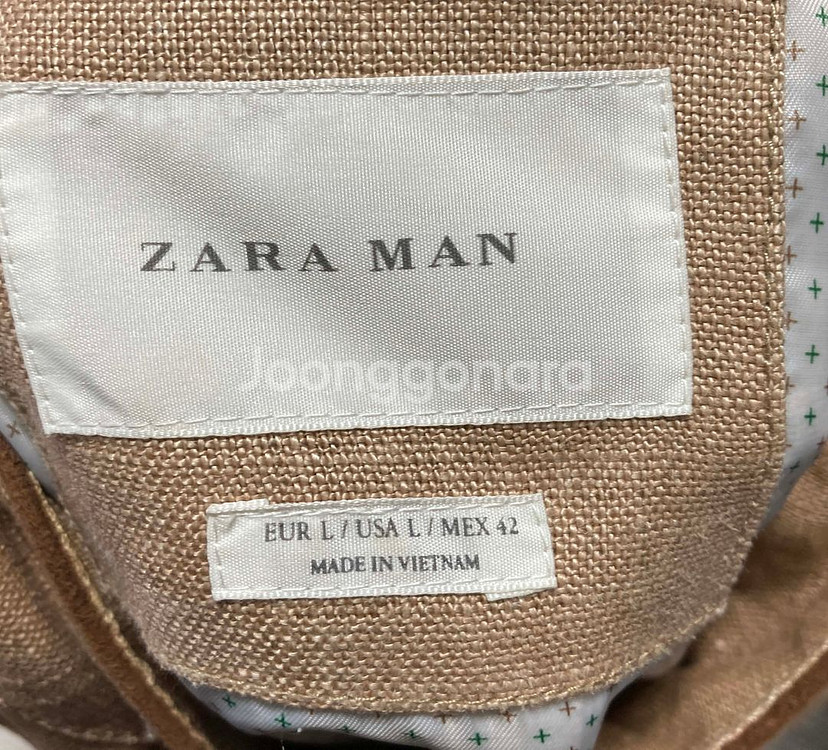 ZARA MAN
Joonggonara
EUR L / USA L / MEX 42
MADE IN VIETNAM